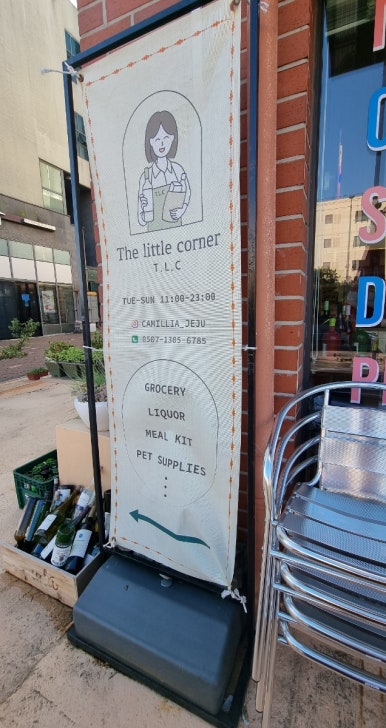 TLC
The little corner
T.L.C
TUE-SUN 11:00-23:00
CAMILLIA_JEJU
0507-1385-6785
GROCERY
LIQUOR
MEAL KIT
PET SUPPLIES
O
S
D
P